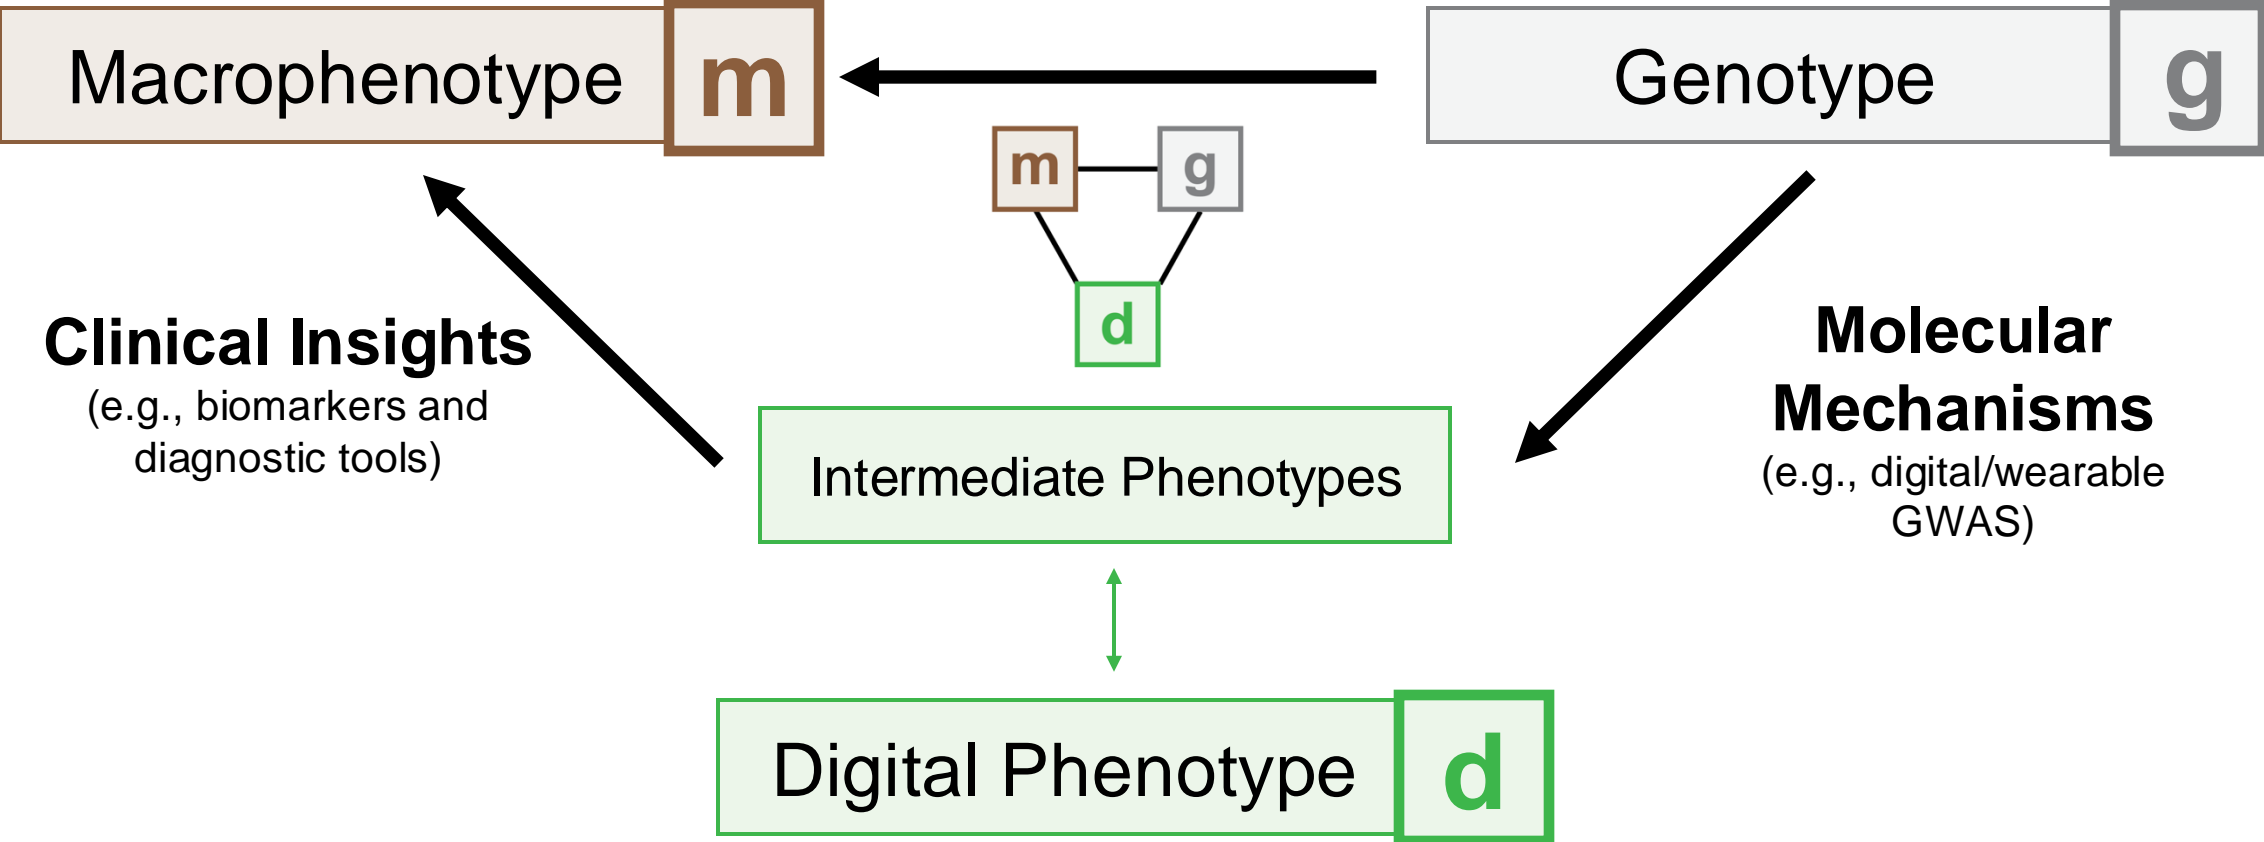 Macrophenotype m
Genotype g
m g
d
Clinical Insights
(e.g., biomarkers and
diagnostic tools)
Molecular
Mechanisms
(e.g., digital/wearable
GWAS)
Intermediate Phenotypes
Digital Phenotype d